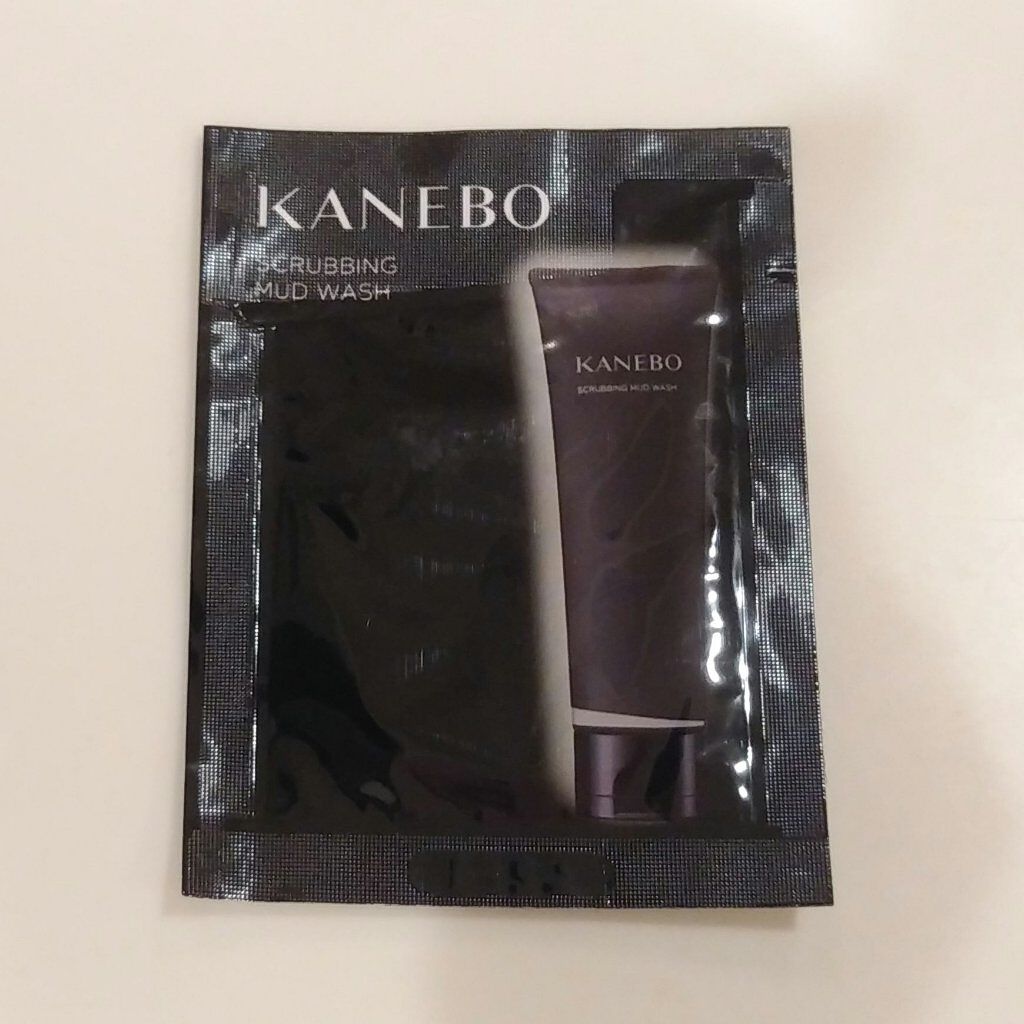 KANEBO
SCRUBBING
MUD WASH
KANEBO
SCRUBBING MUD WASH